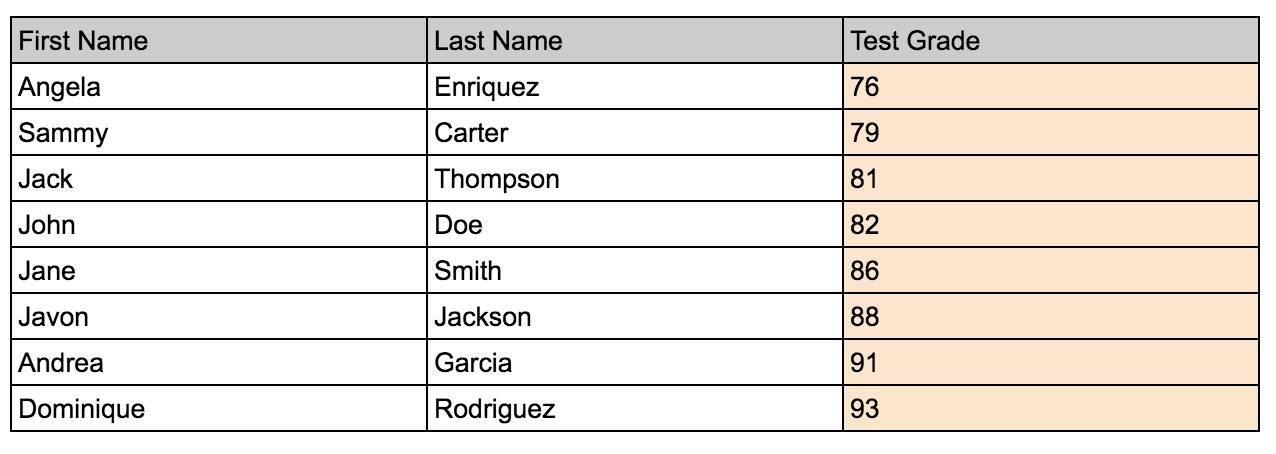 First Name Last Name Test Grade
Angela Enriquez 76
Sammy Carter 79
Jack Thompson 81
John Doe 82
Jane Smith 86
Javon Jackson 88
Andrea Garcia 91
Dominique Rodriguez 93